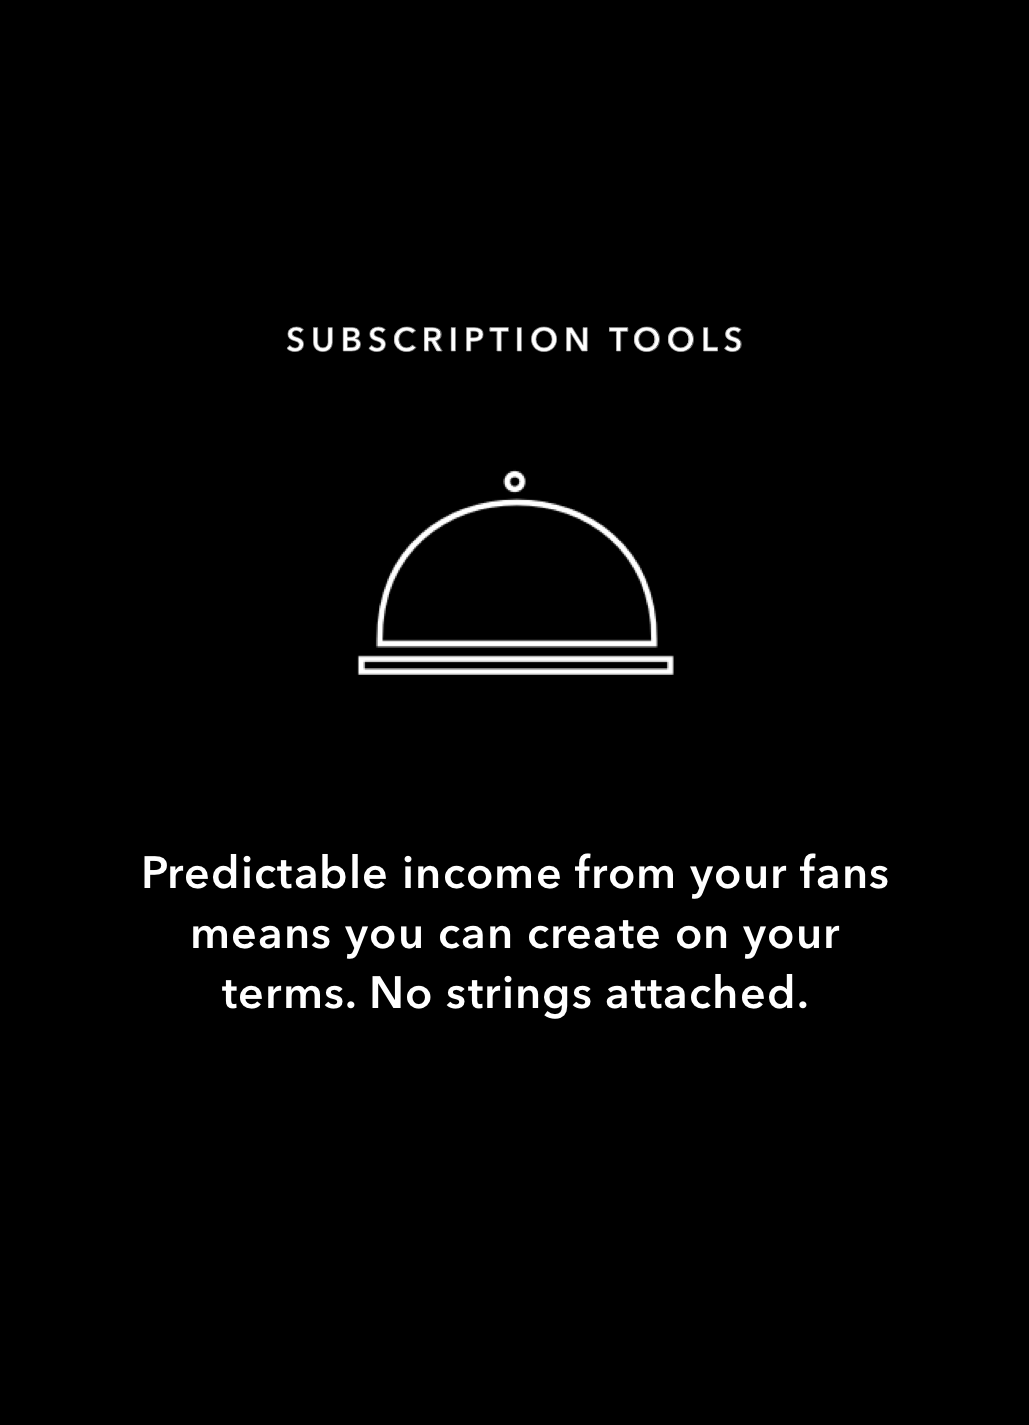 SUBSCRIPTION TOOLS
Predictable income from your fans
means you can create on your
terms. No strings attached.